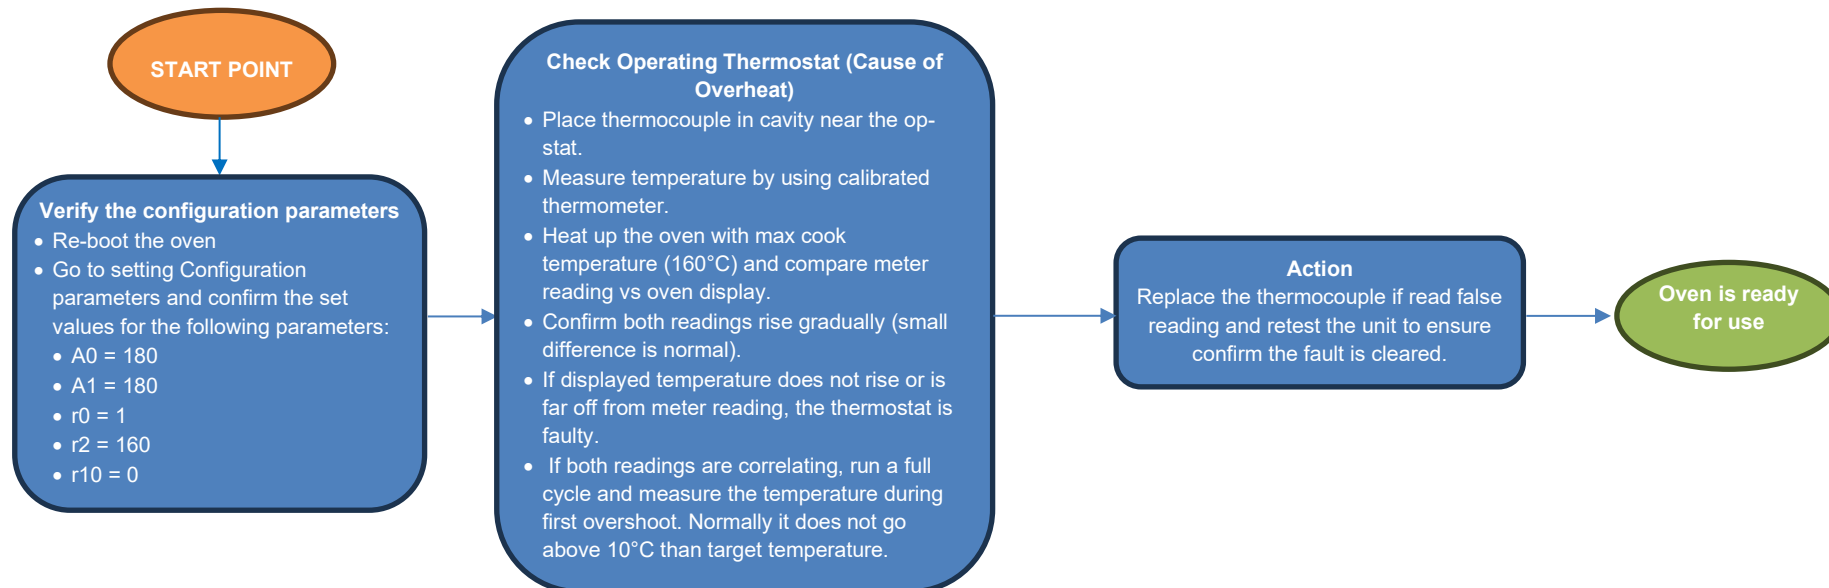 START POINT
Verify the configuration parameters
• Re-boot the oven
• Go to setting Configuration
parameters and confirm the set
values for the following parameters:
• A0 = 180
• A1 = 180
• r0 = 1
• r2 = 160
• r10 = 0
Check Operating Thermostat (Cause of
Overheat)
• Place thermocouple in cavity near the op-
stat.
• Measure temperature by using calibrated
thermometer.
• Heat up the oven with max cook
temperature (160°C) and compare meter
reading vs oven display.
• Confirm both readings rise gradually (small
difference is normal).
• If displayed temperature does not rise or is
far off from meter reading, the thermostat is
faulty.
• If both readings are correlating, run a full
cycle and measure the temperature during
first overshoot. Normally it does not go
above 10°C than target temperature.
Action
Replace the thermocouple if read false
reading and retest the unit to ensure
confirm the fault is cleared.
Oven is ready
for use